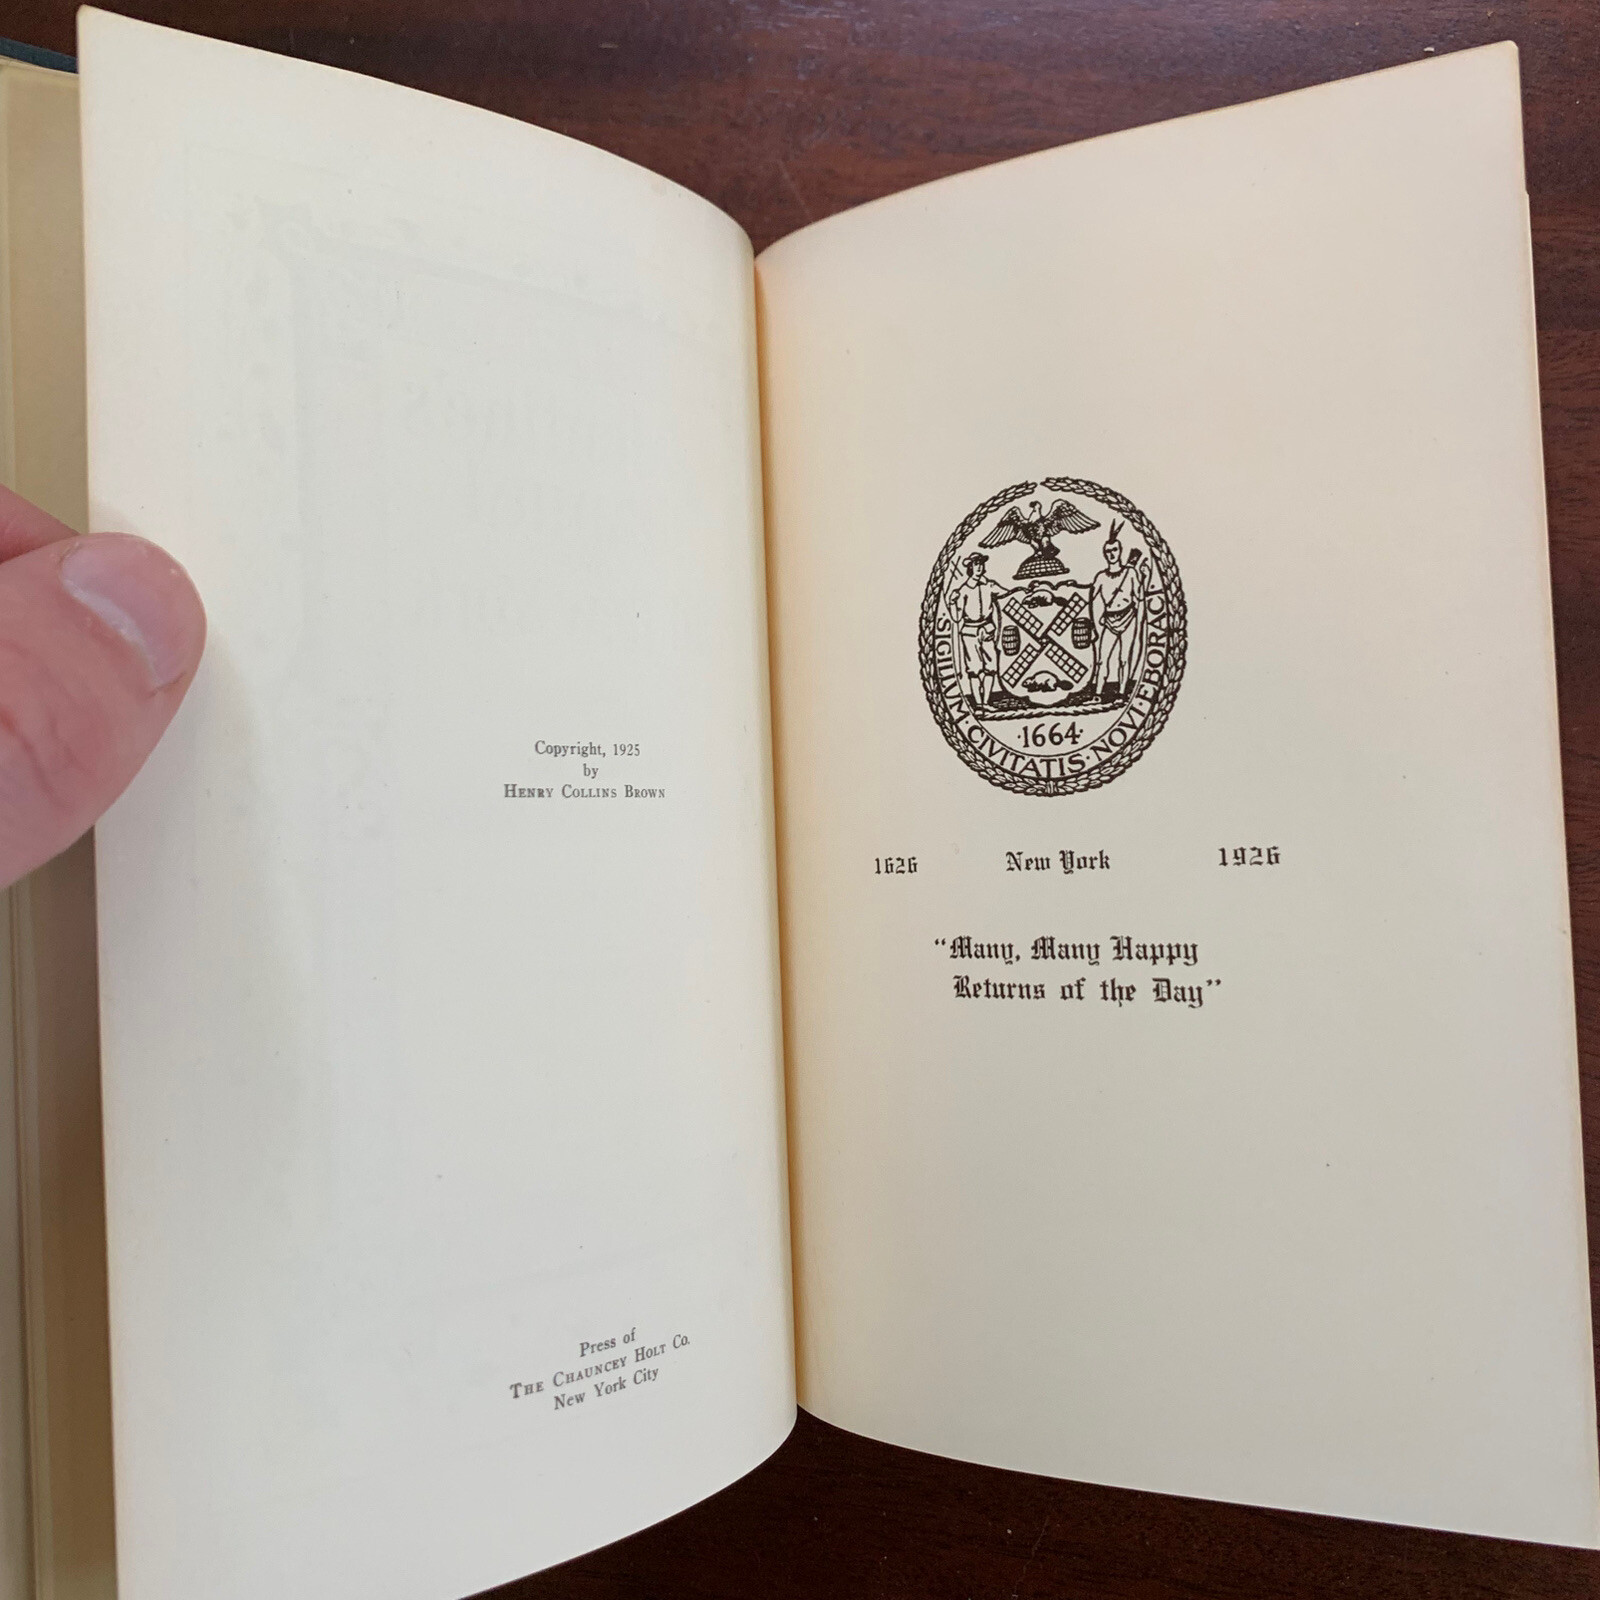 Copyright, 1925
by
Henry Collins Brown
Press of
The Chauncey Holt Co.
New York City
SIGILLVM·CIVITATIS·NOVI·EBORACI·
·1664·
1626 New York 1926
“Many, Many Happy
Returns of the Day”